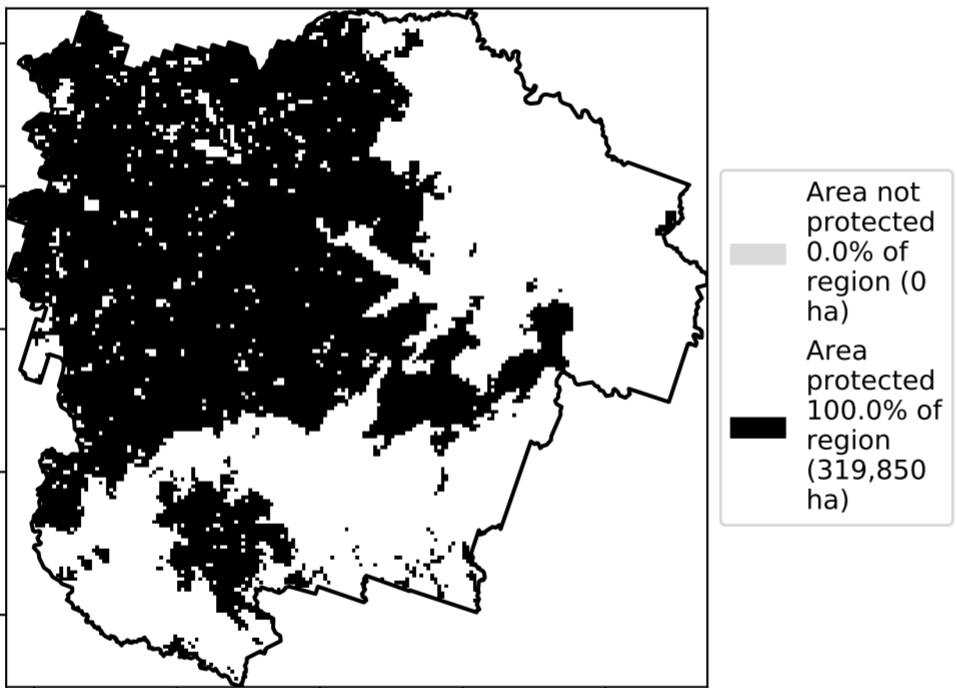 Area not
protected
0.0% of
region (0
ha)
Area
protected
100.0% of
region
(319,850
ha)